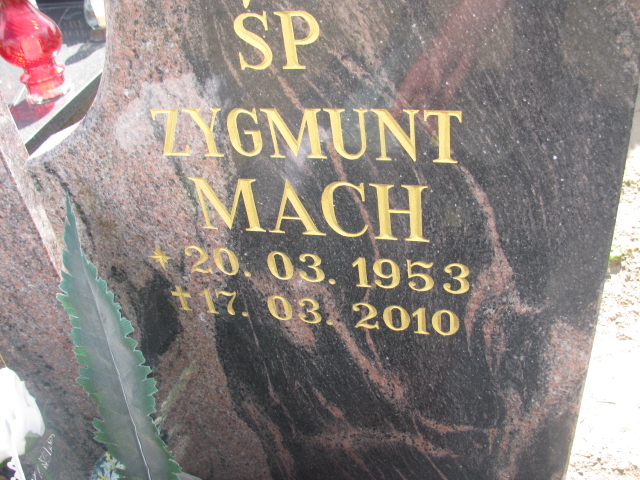 ŚP
ZYGMUNT
MACH
* 20. 03. 1953
† 17. 03. 2010